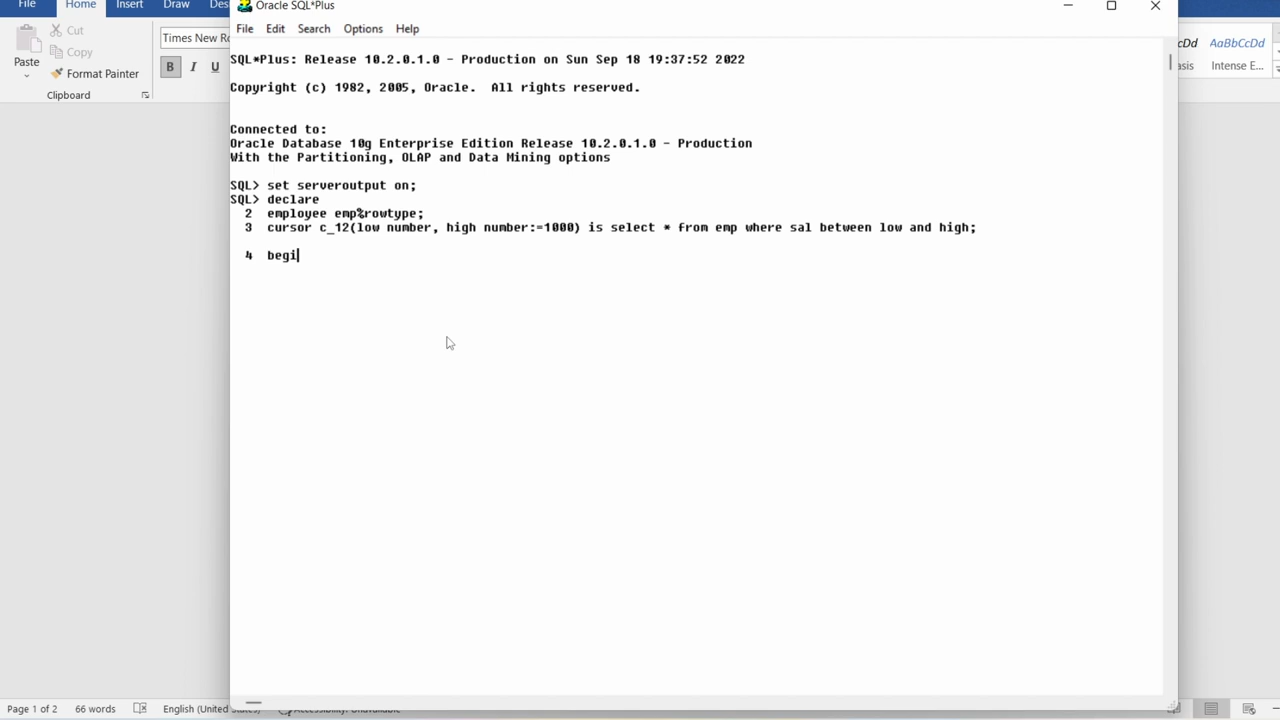 File Home Insert Draw
Oracle SQL*Plus
File Edit Search Options Help
Cut
Copy
Paste
Format Painter
Clipboard
Times New Ro
B I U
CcDd AaBbCcDd
asis Intense E...
SQL*Plus: Release 10.2.0.1.0 - Production on Sun Sep 18 19:37:52 2022
Copyright (c) 1982, 2005, Oracle.  All rights reserved.
Connected to:
Oracle Database 10g Enterprise Edition Release 10.2.0.1.0 - Production
With the Partitioning, OLAP and Data Mining options
SQL> set serveroutput on;
SQL> declare
2  employee emp%rowtype;
3  cursor c_12(low number, high number:=1000) is select * from emp where sal between low and high;
4  begi
Page 1 of 2 66 words English (United States) Accessibility: Unavailable